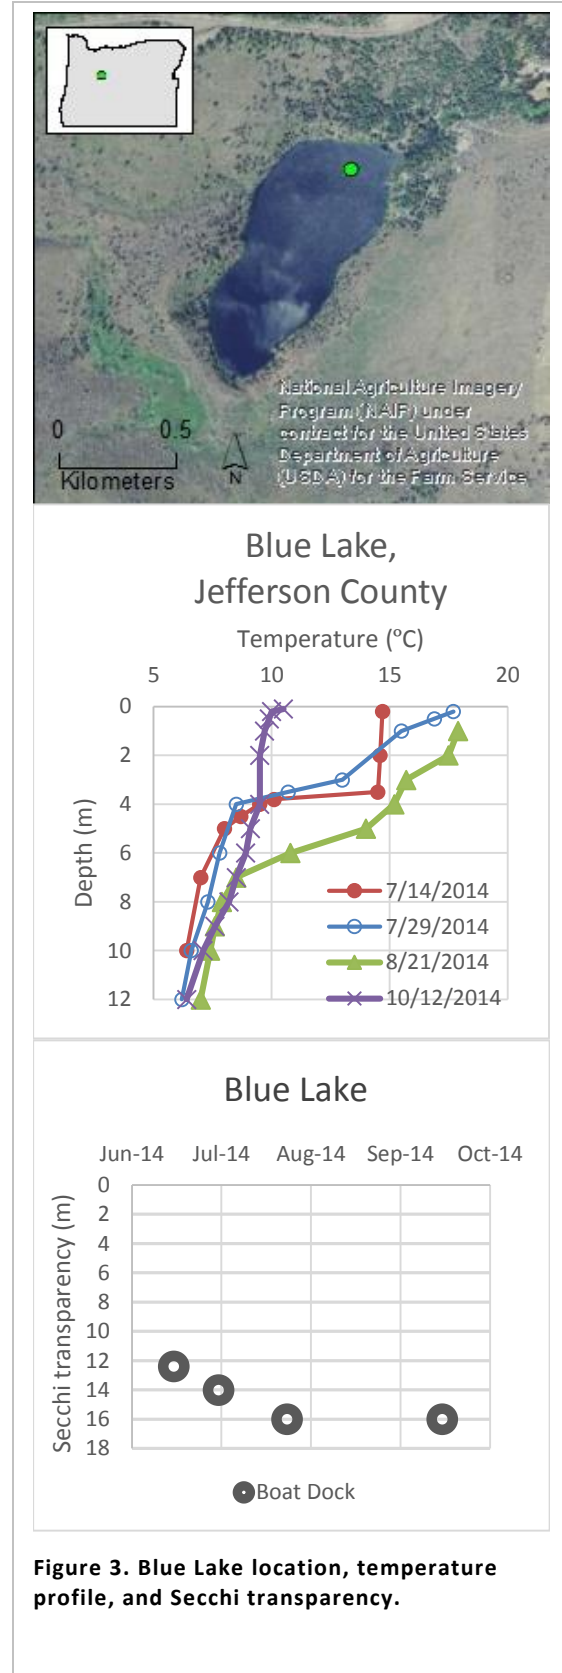 National Agriculture Imagery
Program (NAIP) under
contract for the United States
Department of Agriculture
(USDA) for the Farm Service
0 0.5
Kilometers
N
Blue Lake,
Jefferson County
Temperature (°C)
5 10 15 20
0
2
4
6
8
10
12
Depth (m)
7/14/2014
7/29/2014
8/21/2014
10/12/2014
Blue Lake
Jun-14 Jul-14 Aug-14 Sep-14 Oct-14
0
2
4
6
8
10
12
14
16
18
Secchi transparency (m)
Boat Dock
Figure 3. Blue Lake location, temperature
profile, and Secchi transparency.